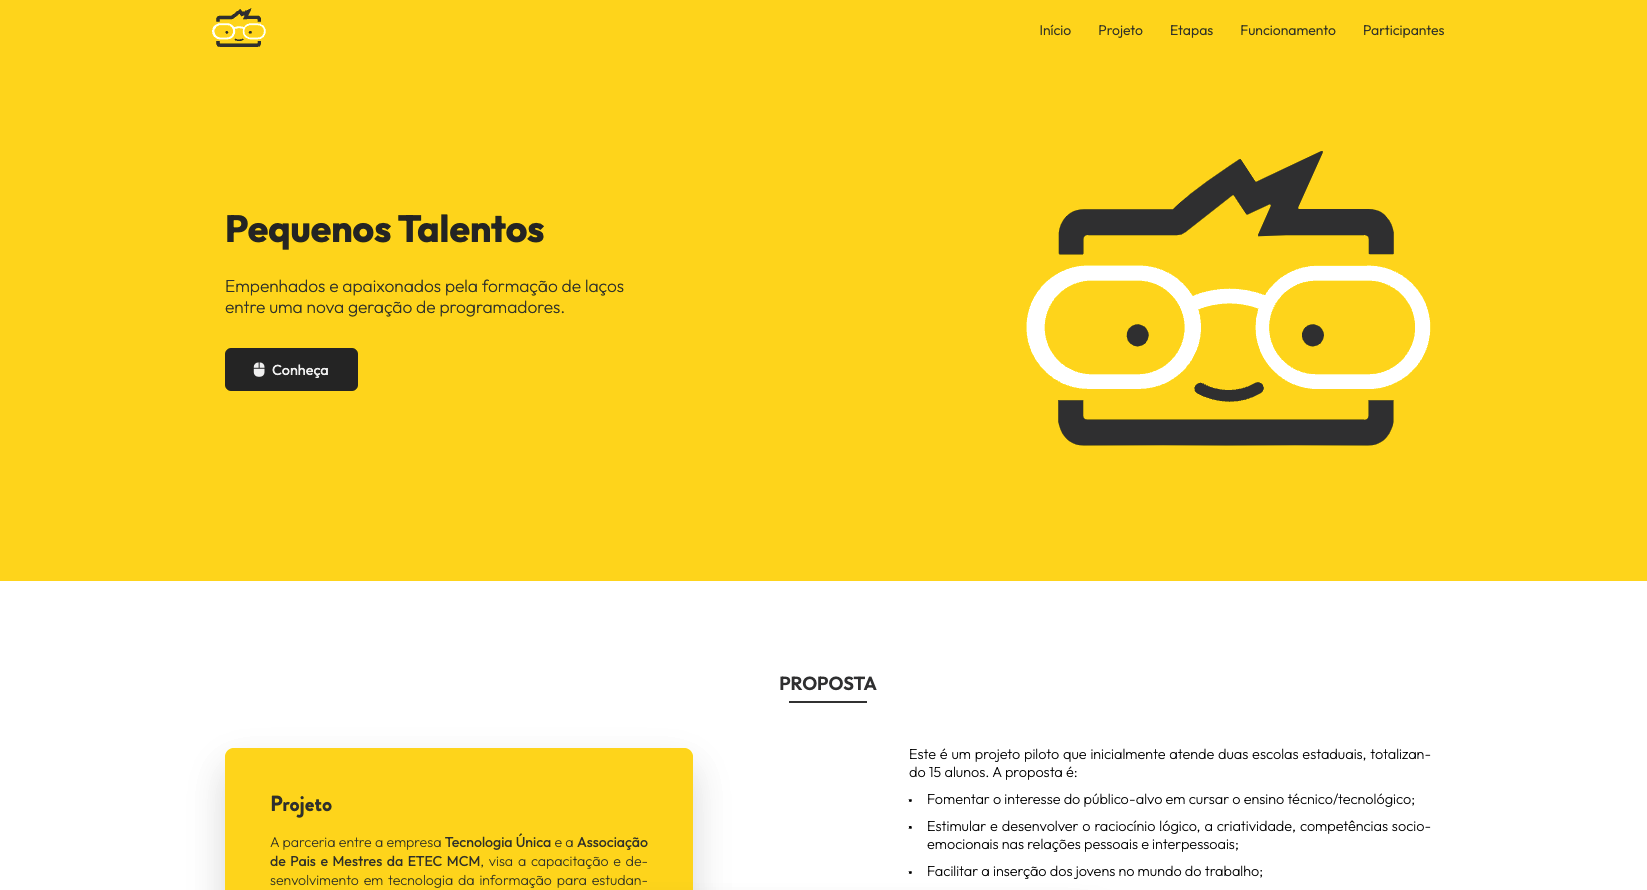 Início Projeto Etapas Funcionamento Participantes
Pequenos Talentos
Empenhados e apaixonados pela formação de laços
entre uma nova geração de programadores.
Conheça
PROPOSTA
Projeto
A parceria entre a empresa Tecnologia Única e a Associação
de Pais e Mestres da ETEC MCM, visa a capacitação e de-
senvolvimento em tecnologia da informação para estudan-
Este é um projeto piloto que inicialmente atende duas escolas estaduais, totalizan-
do 15 alunos. A proposta é:
▪ Fomentar o interesse do público-alvo em cursar o ensino técnico/tecnológico;
▪ Estimular e desenvolver o raciocínio lógico, a criatividade, competências socio-
emocionais nas relações pessoais e interpessoais;
▪ Facilitar a inserção dos jovens no mundo do trabalho;